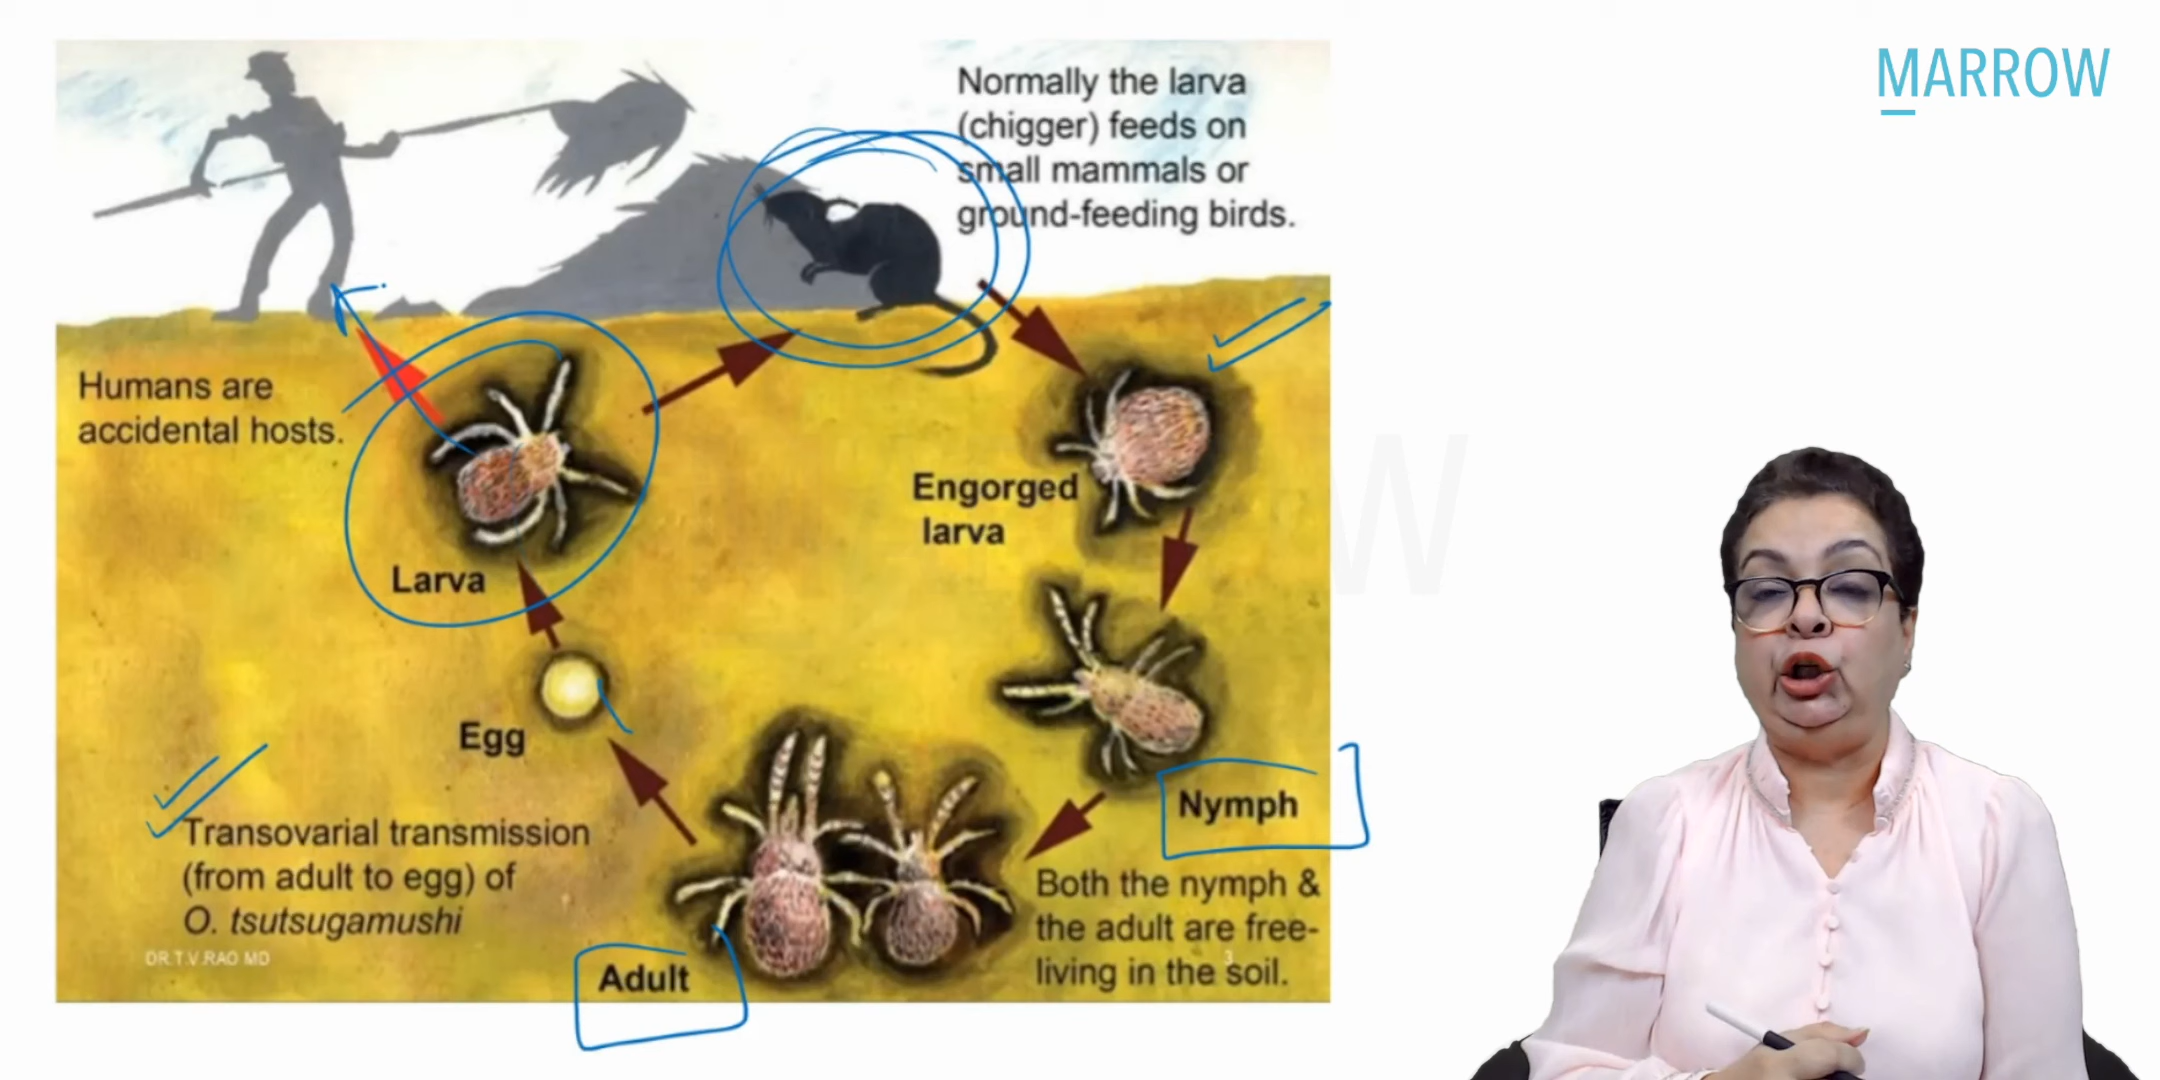 MARROW
Normally the larva
(chigger) feeds on
small mammals or
ground-feeding birds.
Humans are
accidental hosts.
Larva
Engorged
larva
Egg
Nymph
Transovarial transmission
(from adult to egg) of
O. tsutsugamushi
Both the nymph &
the adult are free-
living in the soil.
DR.T.V.RAO MD
3
Adult
W